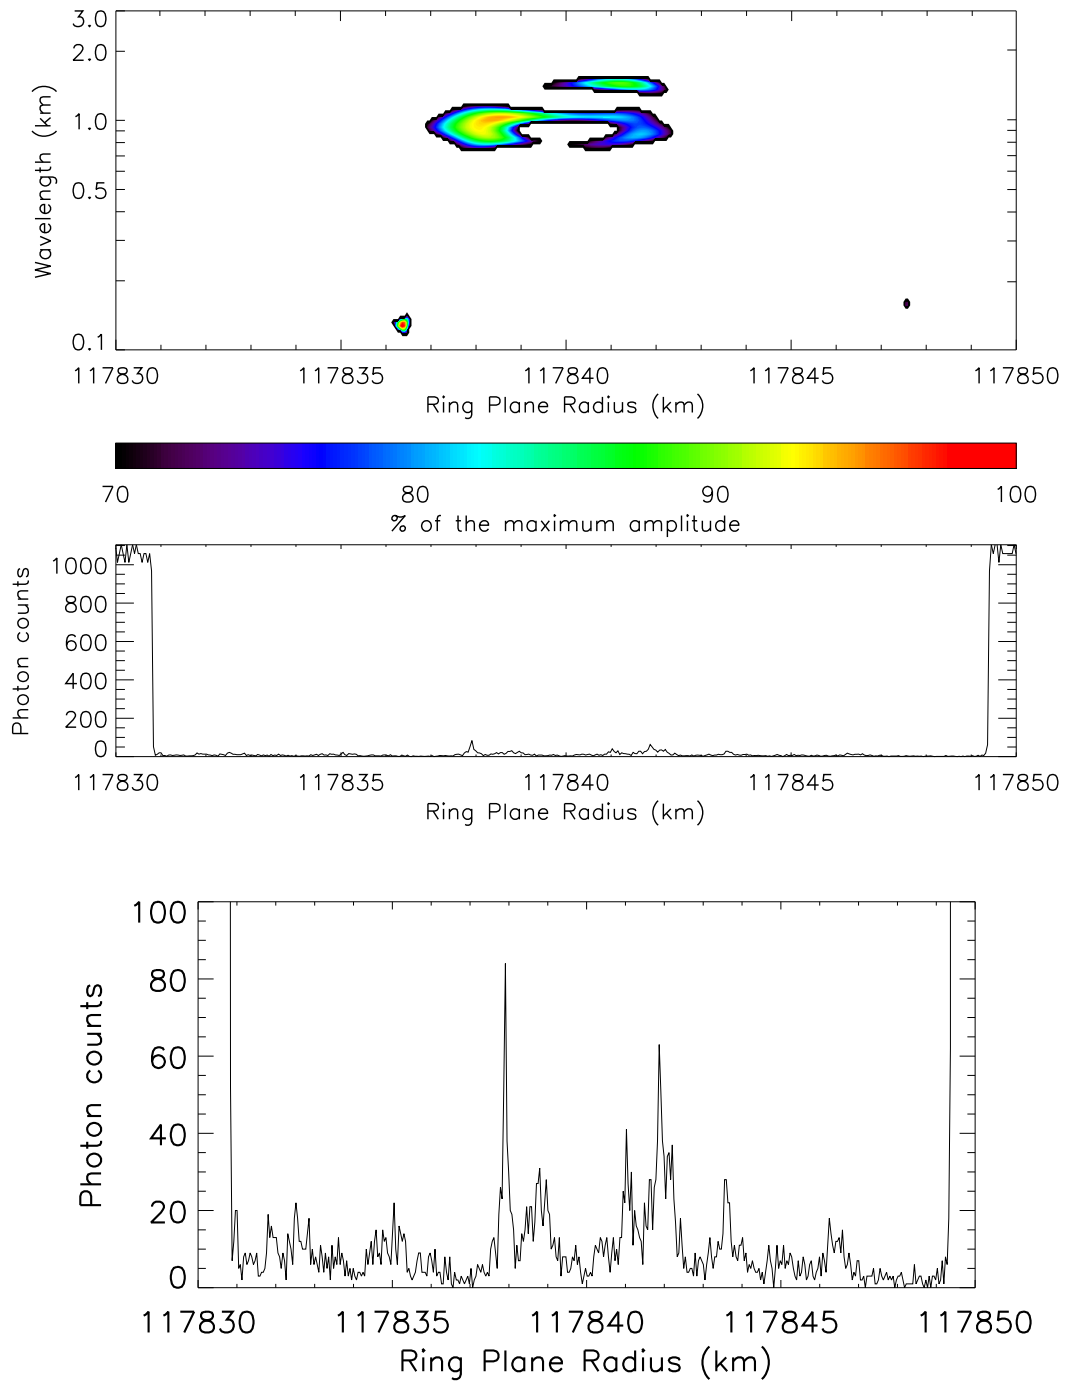 3.0
2.0
1.0
0.5
0.1
Wavelength (km)
117830 117835 117840 117845 117850
Ring Plane Radius (km)
70 80 90 100
% of the maximum amplitude
1000
800
600
400
200
0
Photon counts
117830 117835 117840 117845 117850
Ring Plane Radius (km)
100
80
60
40
20
0
Photon counts
117830 117835 117840 117845 117850
Ring Plane Radius (km)